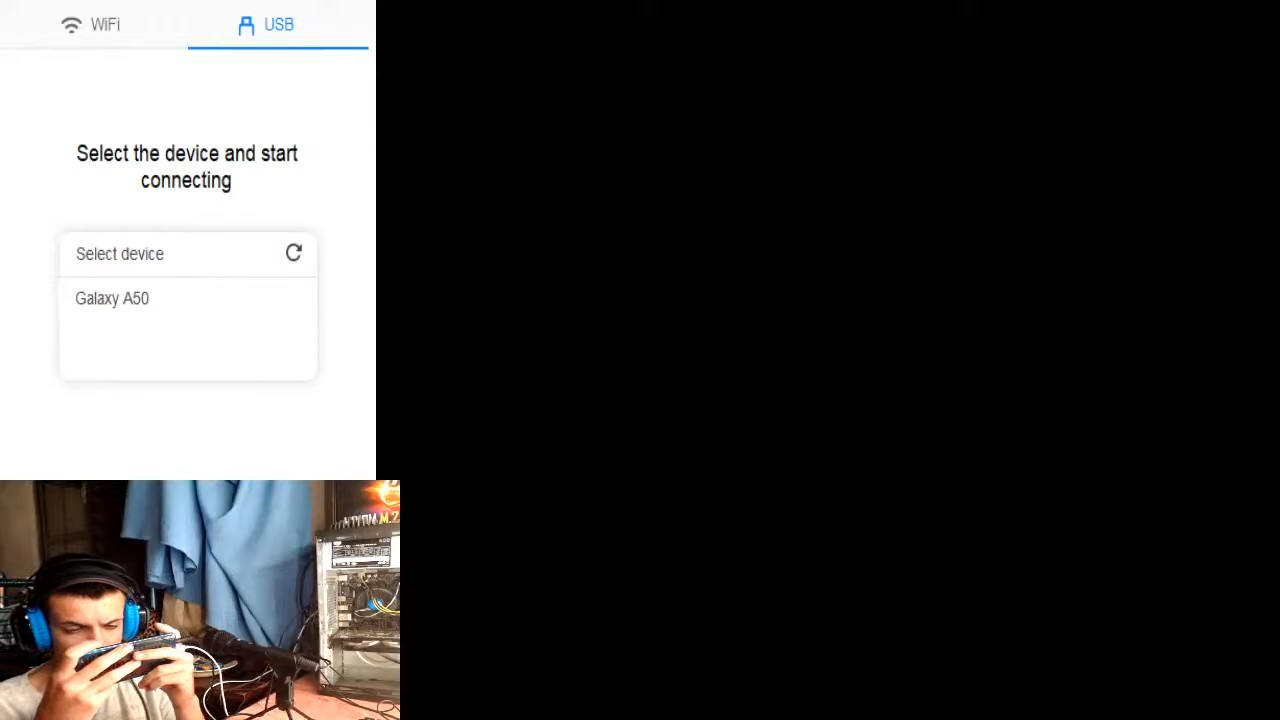 WiFi
USB
Select the device and start
connecting
Select device
Galaxy A50